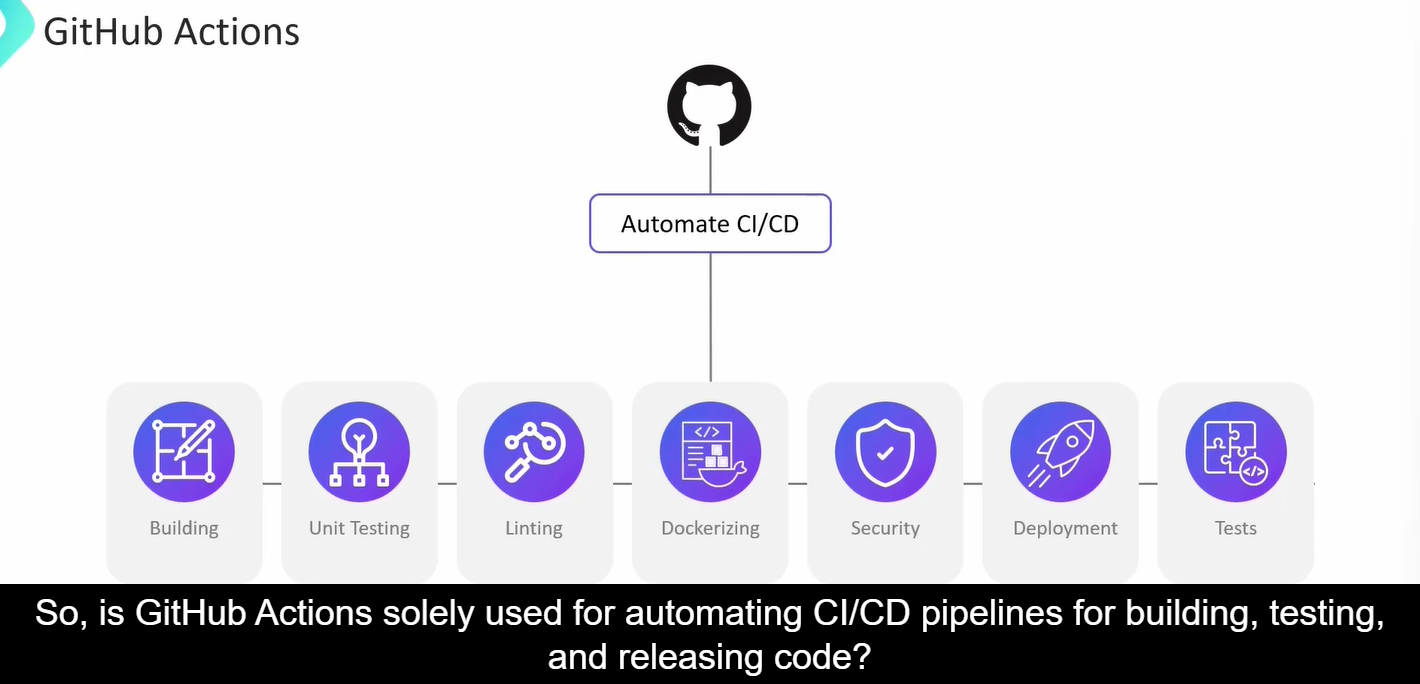 GitHub Actions
Automate CI/CD
</>
</>
Building
Unit Testing
Linting
Dockerizing
Security
Deployment
Tests
So, is GitHub Actions solely used for automating CI/CD pipelines for building, testing,
and releasing code?